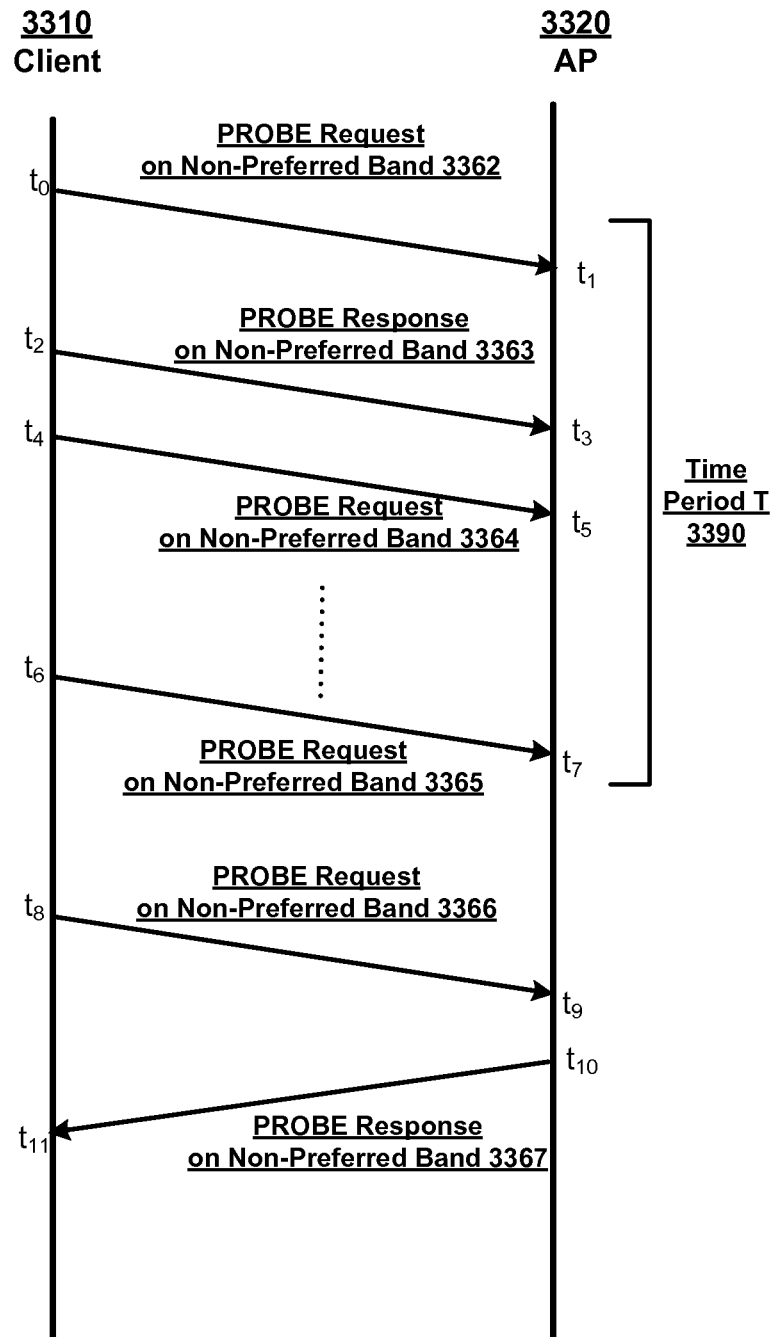 3310
Client
3320
AP
PROBE Request
on Non-Preferred Band 3362
t0
t1
PROBE Response
on Non-Preferred Band 3363
t2
t3
t4
PROBE Request
on Non-Preferred Band 3364
t5
Time
Period T
3390
t6
PROBE Request
on Non-Preferred Band 3365
t7
PROBE Request
on Non-Preferred Band 3366
t8
t9
t10
PROBE Response
on Non-Preferred Band 3367
t11